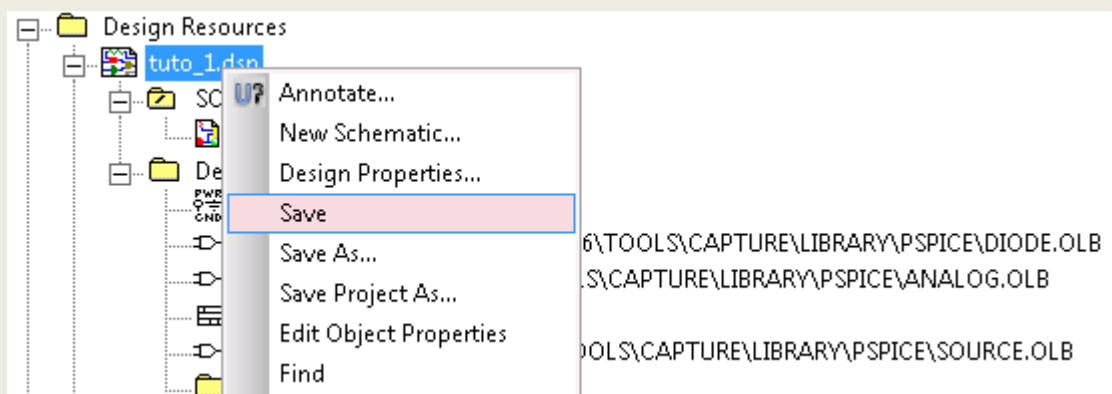 Design Resources
tuto_1.dsn
SC
U? Annotate...
New Schematic...
De
Design Properties...
PWR
GND
Save
Save As...
6\TOOLS\CAPTURE\LIBRARY\PSPICE\DIODE.OLB
Save Project As...
.S\CAPTURE\LIBRARY\PSPICE\ANALOG.OLB
Edit Object Properties
OOLS\CAPTURE\LIBRARY\PSPICE\SOURCE.OLB
Find